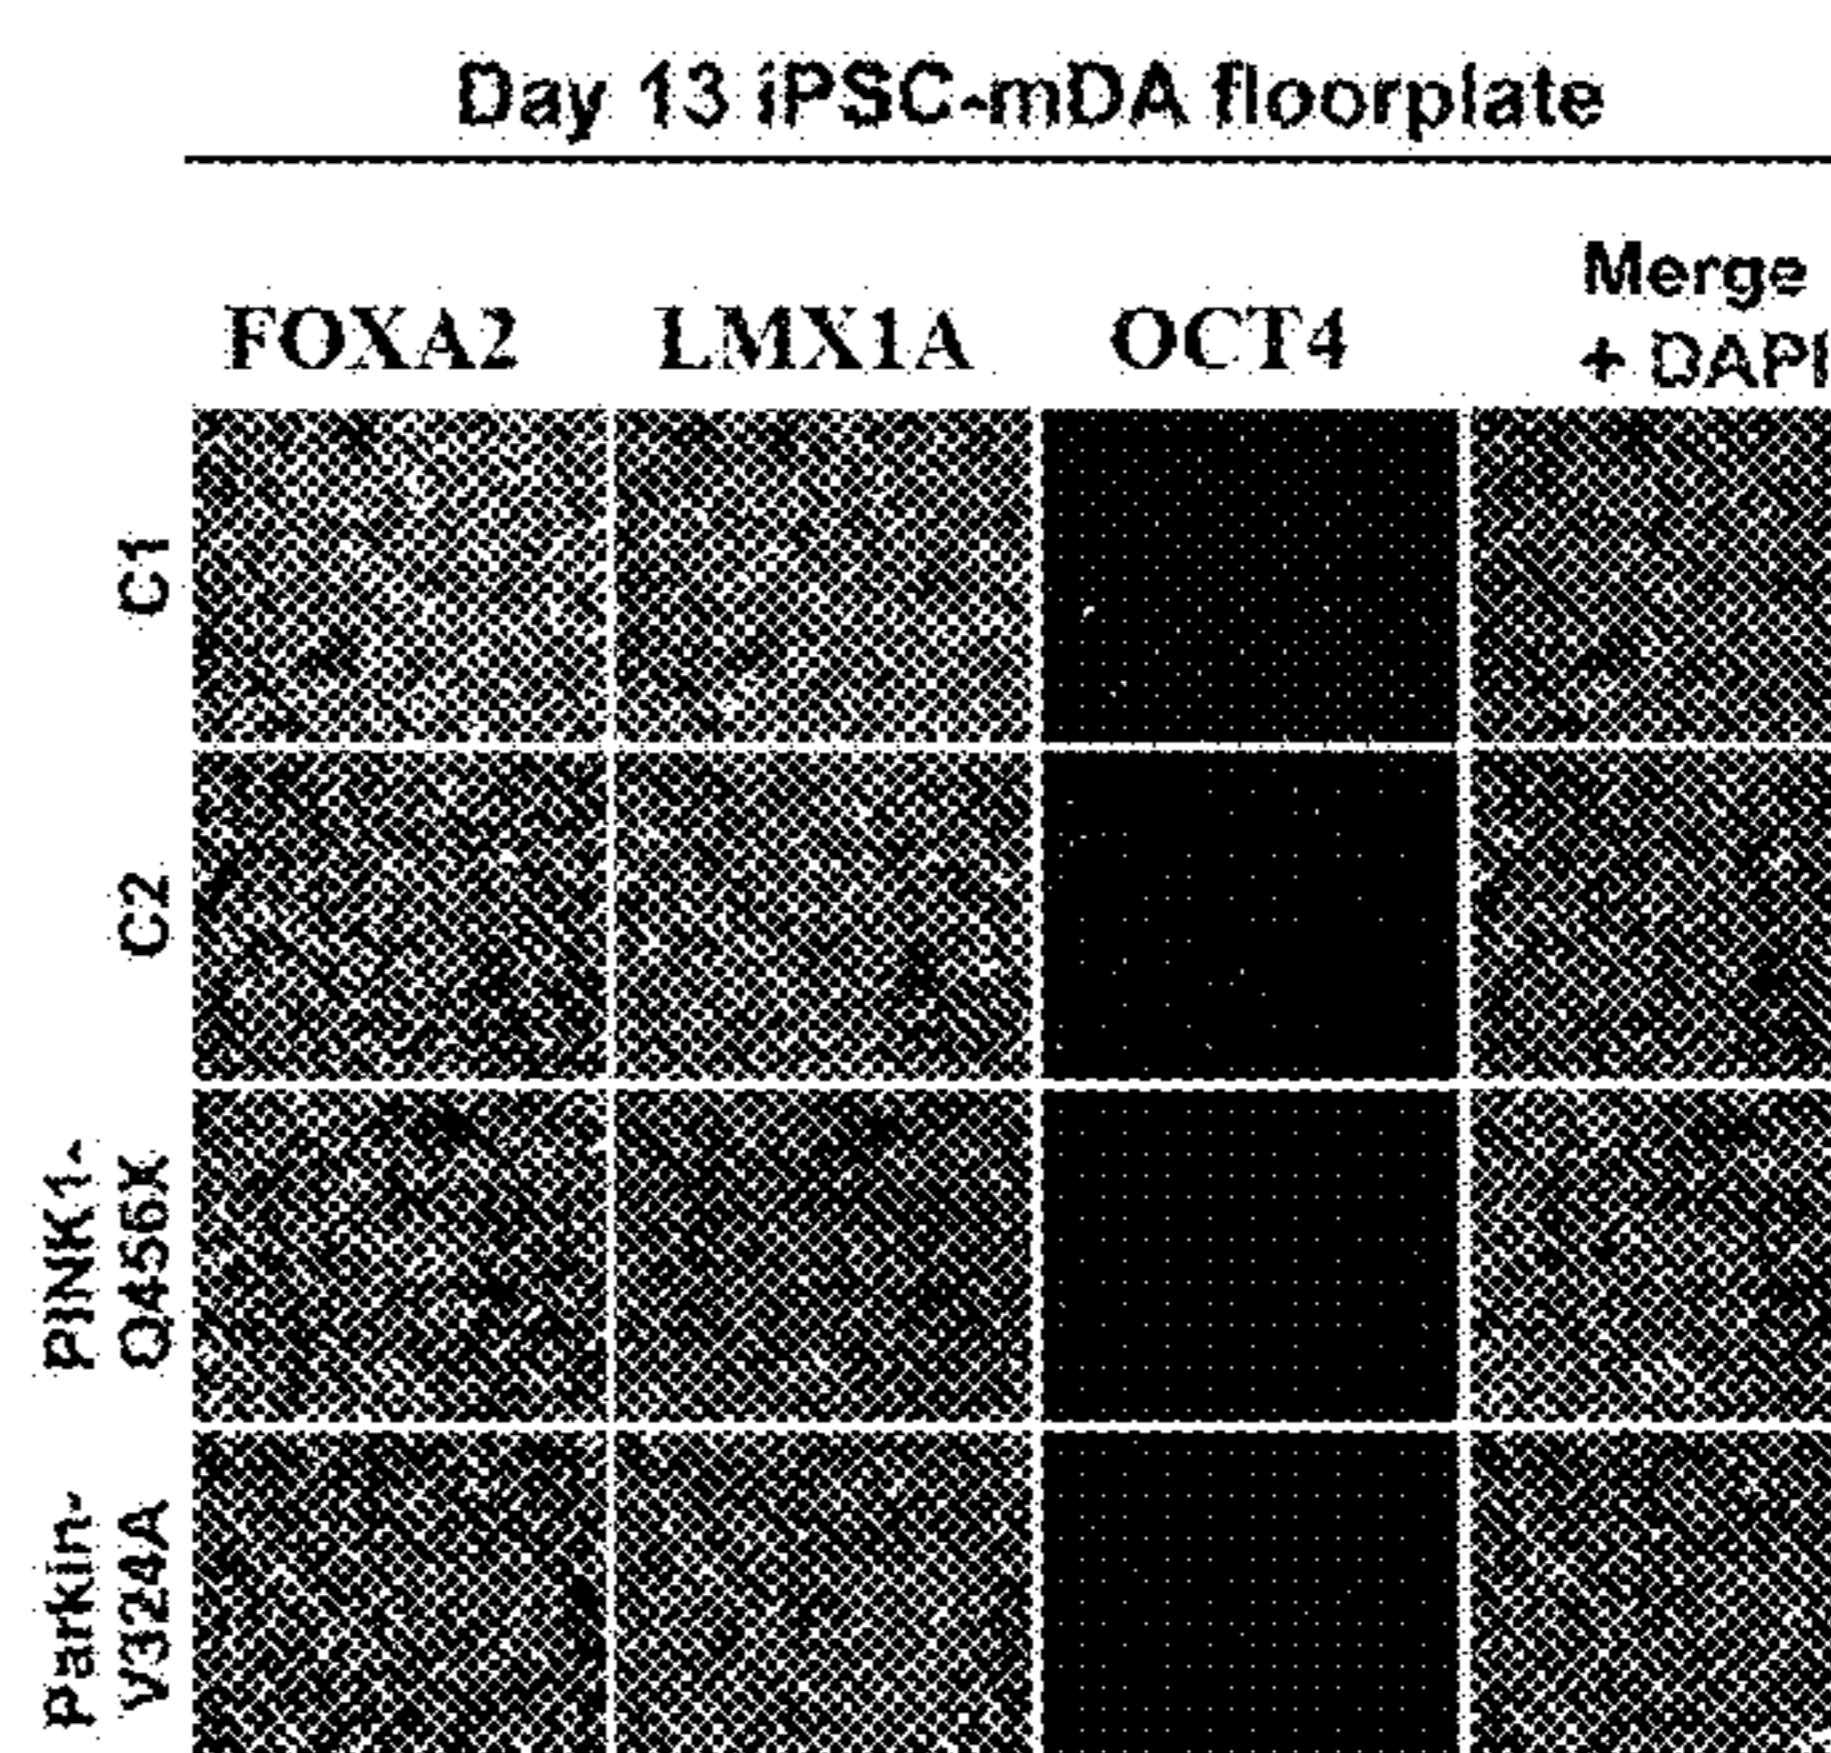 Day 13 iPSC-mDA floorplate
FOXA2 LMX1A OCT4 Merge
+ DAPI
C1
C2
PINK1-
Q456X
Parkin-
V324A